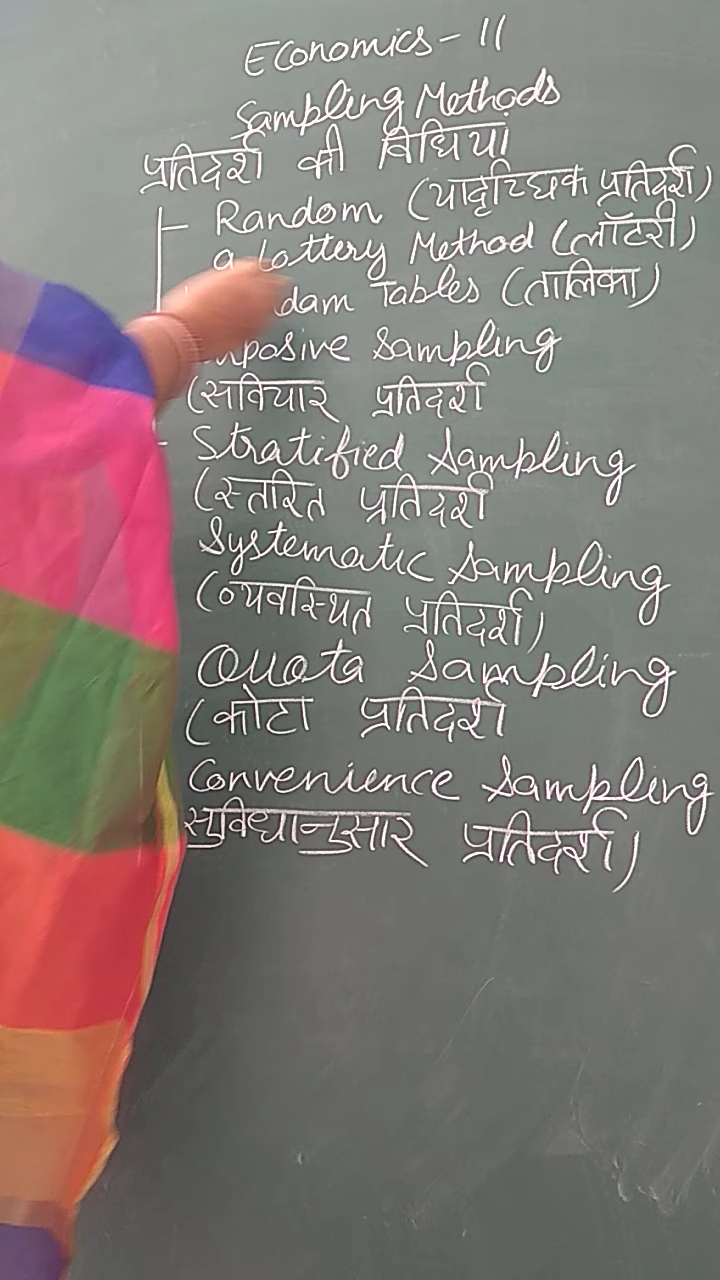 Economics - 11
Sampling Methods
प्रतिदर्श की विधियां
Random (यादृच्छिक प्रतिदर्श)
a Lottery Method (लॉटरी)
dam Tables (तालिका)
posive Sampling
(सविचार प्रतिदर्श
Stratified Sampling
(स्तरित प्रतिदर्श
Systematic Sampling
(व्यवस्थित प्रतिदर्श)
Quota Sampling
(कोटा प्रतिदर्श
Convenience Sampling
सुविधानुसार प्रतिदर्श)